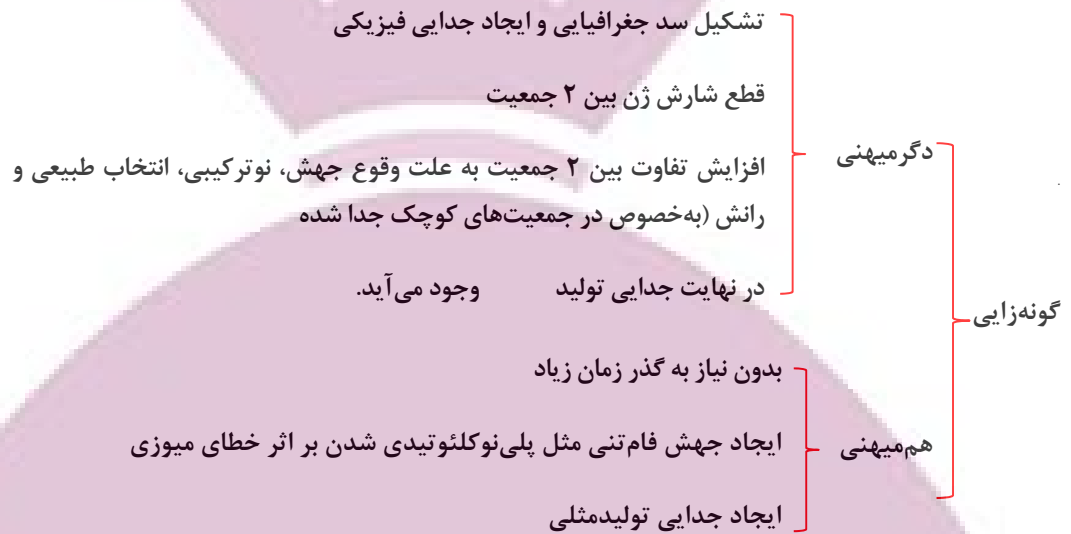 تشکیل سد جغرافیایی و ایجاد جدایی فیزیکی
قطع شارش ژن بین ۲ جمعیت
دگرمیهنی
افزایش تفاوت بین ۲ جمعیت به علت وقوع جهش، نوترکیبی، انتخاب طبیعی و
رانش (به‌خصوص در جمعیت‌های کوچک جدا شده
در نهایت جدایی تولید وجود می‌آید.
گونه‌زایی
بدون نیاز به گذر زمان زیاد
هم‌میهنی
ایجاد جهش فام‌تنی مثل پلی‌نوکلئوتیدی شدن بر اثر خطای میوزی
ایجاد جدایی تولیدمثلی